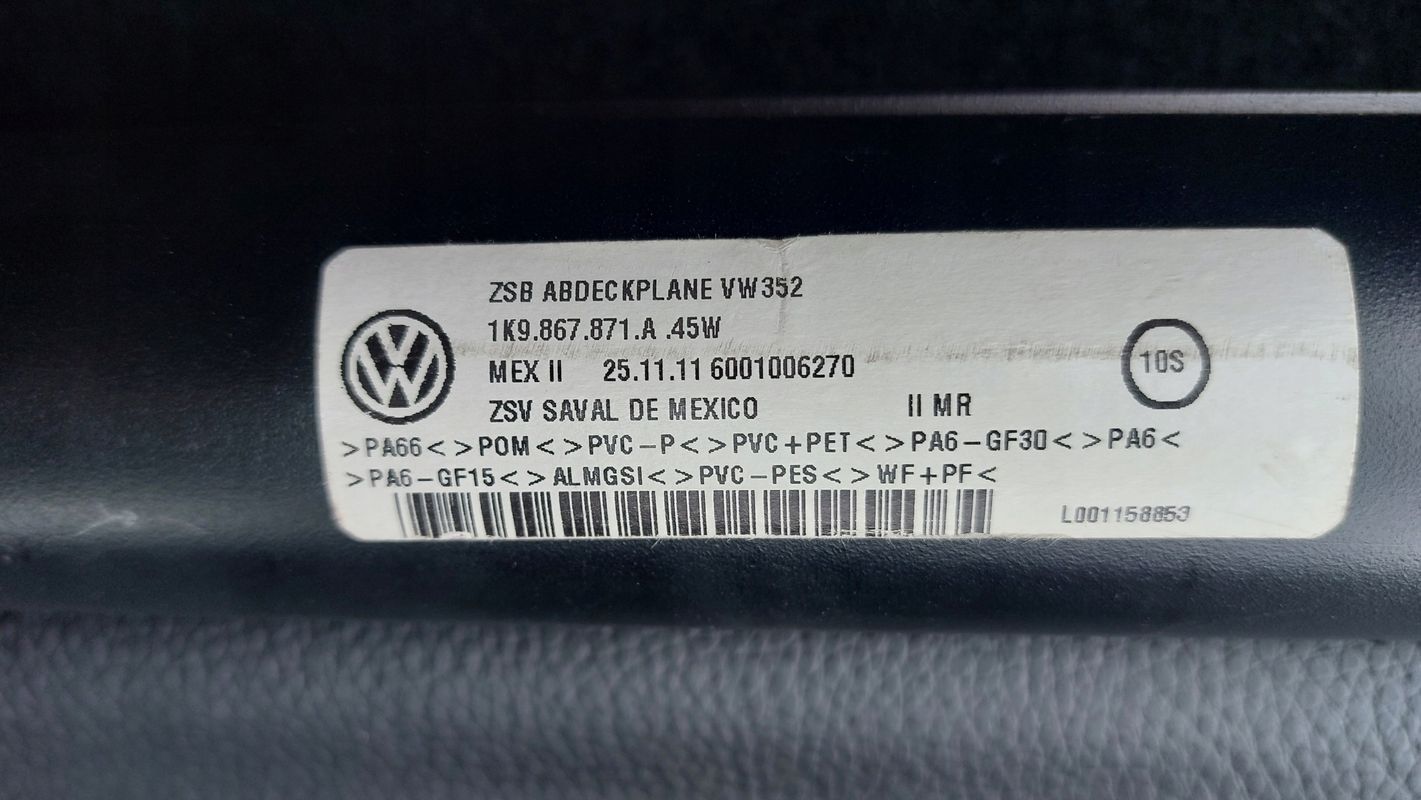 ZSB ABDECKPLANE VW352
1K9.867.871.A .45W
MEX II 25.11.11 6001006270
10S
ZSV SAVAL DE MEXICO II MR
>PA66< >POM< >PVC-P< >PVC+PET< >PA6-GF30< >PA6<
>PA6-GF15< >ALMGSI< >PVC-PES< >WF+PF<
L001158853